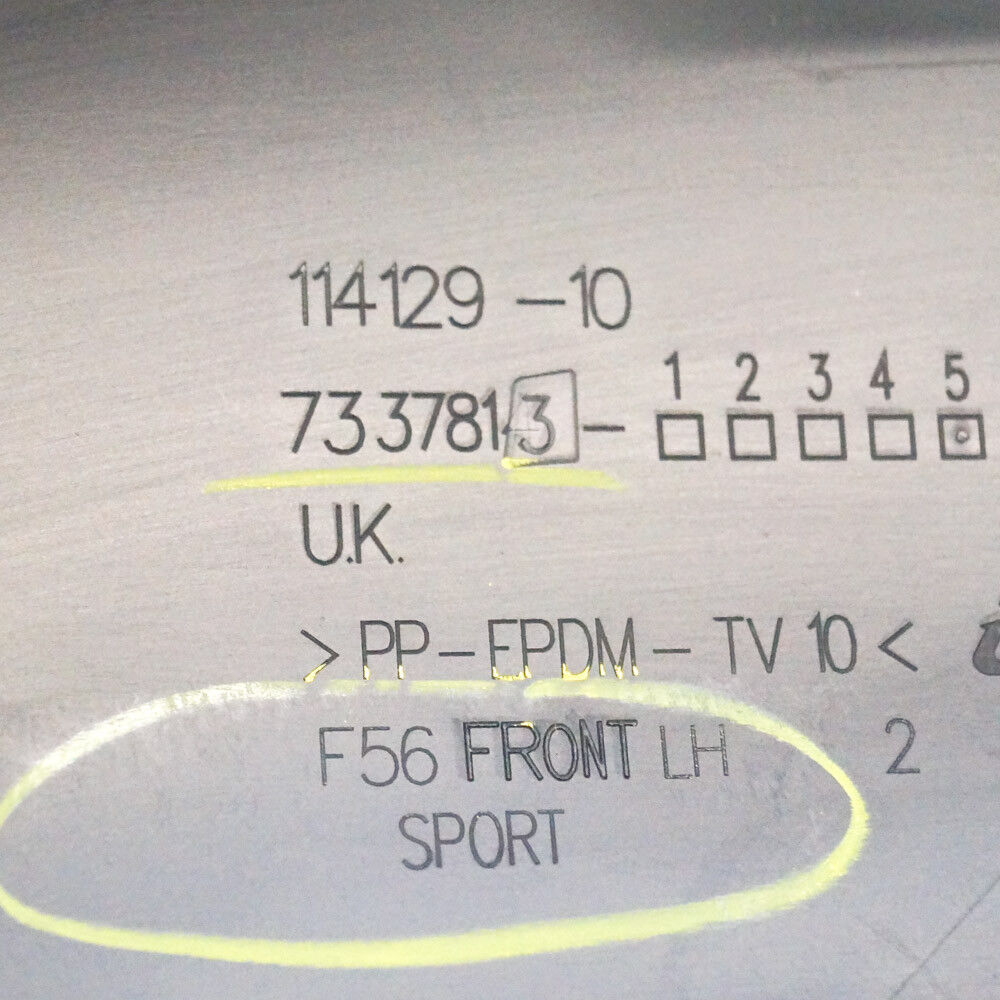 114129 -10
7337813- 1 2 3 4 5
U.K.
>PP-EPDM-TV 10<
F56 FRONT LH 2
SPORT